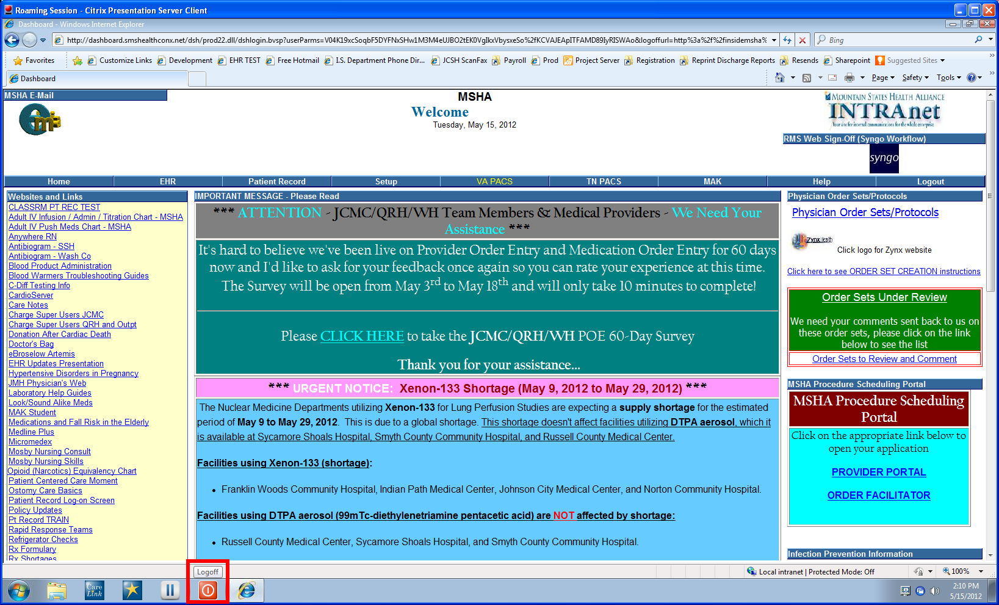 Roaming Session - Citrix Presentation Server Client
Dashboard - Windows Internet Explorer
http://dashboard.smshealthconx.net/dsh/prod22.dll/dshlogin.bvsp?userParms=V04K19xcSoqbF5DYFNxSHw1M3M4eUJBO2tEK0VgIkxVbysxeSo%2fKCVAJEApITFAMD89IyRISWAo&logoffurl=http%3a%2f%2finsidemsha%
Bing
Favorites
Customize Links
Development
EHR TEST
Free Hotmail
I.S. Department Phone Dir...
JCSH ScanFax
Payroll
Prod
Project Server
Registration
Reprint Discharge Reports
Resends
Sharepoint
Suggested Sites
Dashboard
Page
Safety
Tools
MSHA E-Mail
MSHA
Welcome
Tuesday, May 15, 2012
MOUNTAIN STATES HEALTH ALLIANCE
INTRAnet
Your site for internal communications for the whole enterprise
RMS Web Sign-Off (Syngo Workflow)
syngo
Home
EHR
Patient Record
Setup
VA PACS
TN PACS
MAK
Help
Logout
Websites and Links
CLASSRM PT REC TEST
Adult IV Infusion / Admin / Titration Chart - MSHA
Adult IV Push Meds Chart - MSHA
Anywhere RN
Antibiogram - SSH
Antibiogram - Wash Co
Blood Product Administration
Blood Warmers Troubleshooting Guides
C-Diff Testing Info
CardioServer
Care Notes
Charge Super Users JCMC
Charge Super Users QRH and Outpt
Donation After Cardiac Death
Doctor's Bag
eBroselow Artemis
EHR Updates Presentation
Hypertensive Disorders in Pregnancy
JMH Physician's Web
Laboratory Help Guides
Look/Sound Alike Meds
MAK Student
Medications and Fall Risk in the Elderly
Medline Plus
Micromedex
Mosby Nursing Consult
Mosby Nursing Skills
Opioid (Narcotics) Equivalency Chart
Patient Centered Care Moment
Ostomy Care Basics
Patient Record Log-on Screen
Policy Updates
Pt Record TRAIN
Rapid Response Teams
Refrigerator Checks
Rx Formulary
Rx Shortages
IMPORTANT MESSAGE - Please Read
*** ATTENTION - JCMC/QRH/WH Team Members & Medical Providers - We Need Your
Assistance ***
It's hard to believe we've been live on Provider Order Entry and Medication Order Entry for 60 days
now and I'd like to ask for your feedback once again so you can rate your experience at this time.
The Survey will be open from May 3rd to May 18th and will only take 10 minutes to complete!
Please CLICK HERE to take the JCMC/QRH/WH POE 60-Day Survey
Thank you for your assistance...
*** URGENT NOTICE: Xenon-133 Shortage (May 9, 2012 to May 29, 2012) ***
The Nuclear Medicine Departments utilizing Xenon-133 for Lung Perfusion Studies are expecting a supply shortage for the estimated
period of May 9 to May 29, 2012. This is due to a global shortage. This shortage doesn't affect facilities utilizing DTPA aerosol, which it
is available at Sycamore Shoals Hospital, Smyth County Community Hospital, and Russell County Medical Center.
Facilities using Xenon-133 (shortage):
• Franklin Woods Community Hospital, Indian Path Medical Center, Johnson City Medical Center, and Norton Community Hospital.
Facilities using DTPA aerosol (99mTc-diethylenetriamine pentacetic acid) are NOT affected by shortage:
• Russell County Medical Center, Sycamore Shoals Hospital, and Smyth County Community Hospital.
Physician Order Sets/Protocols
Physician Order Sets/Protocols
ZynxHealth
Click logo for Zynx website
Click here to see ORDER SET CREATION instructions
Order Sets Under Review
We need your comments sent back to us on
these order sets, please click on the link
below to see the list
Order Sets to Review and Comment
MSHA Procedure Scheduling Portal
MSHA Procedure Scheduling
Portal
Click on the appropriate link below to
open your application
PROVIDER PORTAL
ORDER FACILITATOR
Infection Prevention Information
Logoff
Local intranet | Protected Mode: Off
100%
Care
Link
2:10 PM
5/15/2012